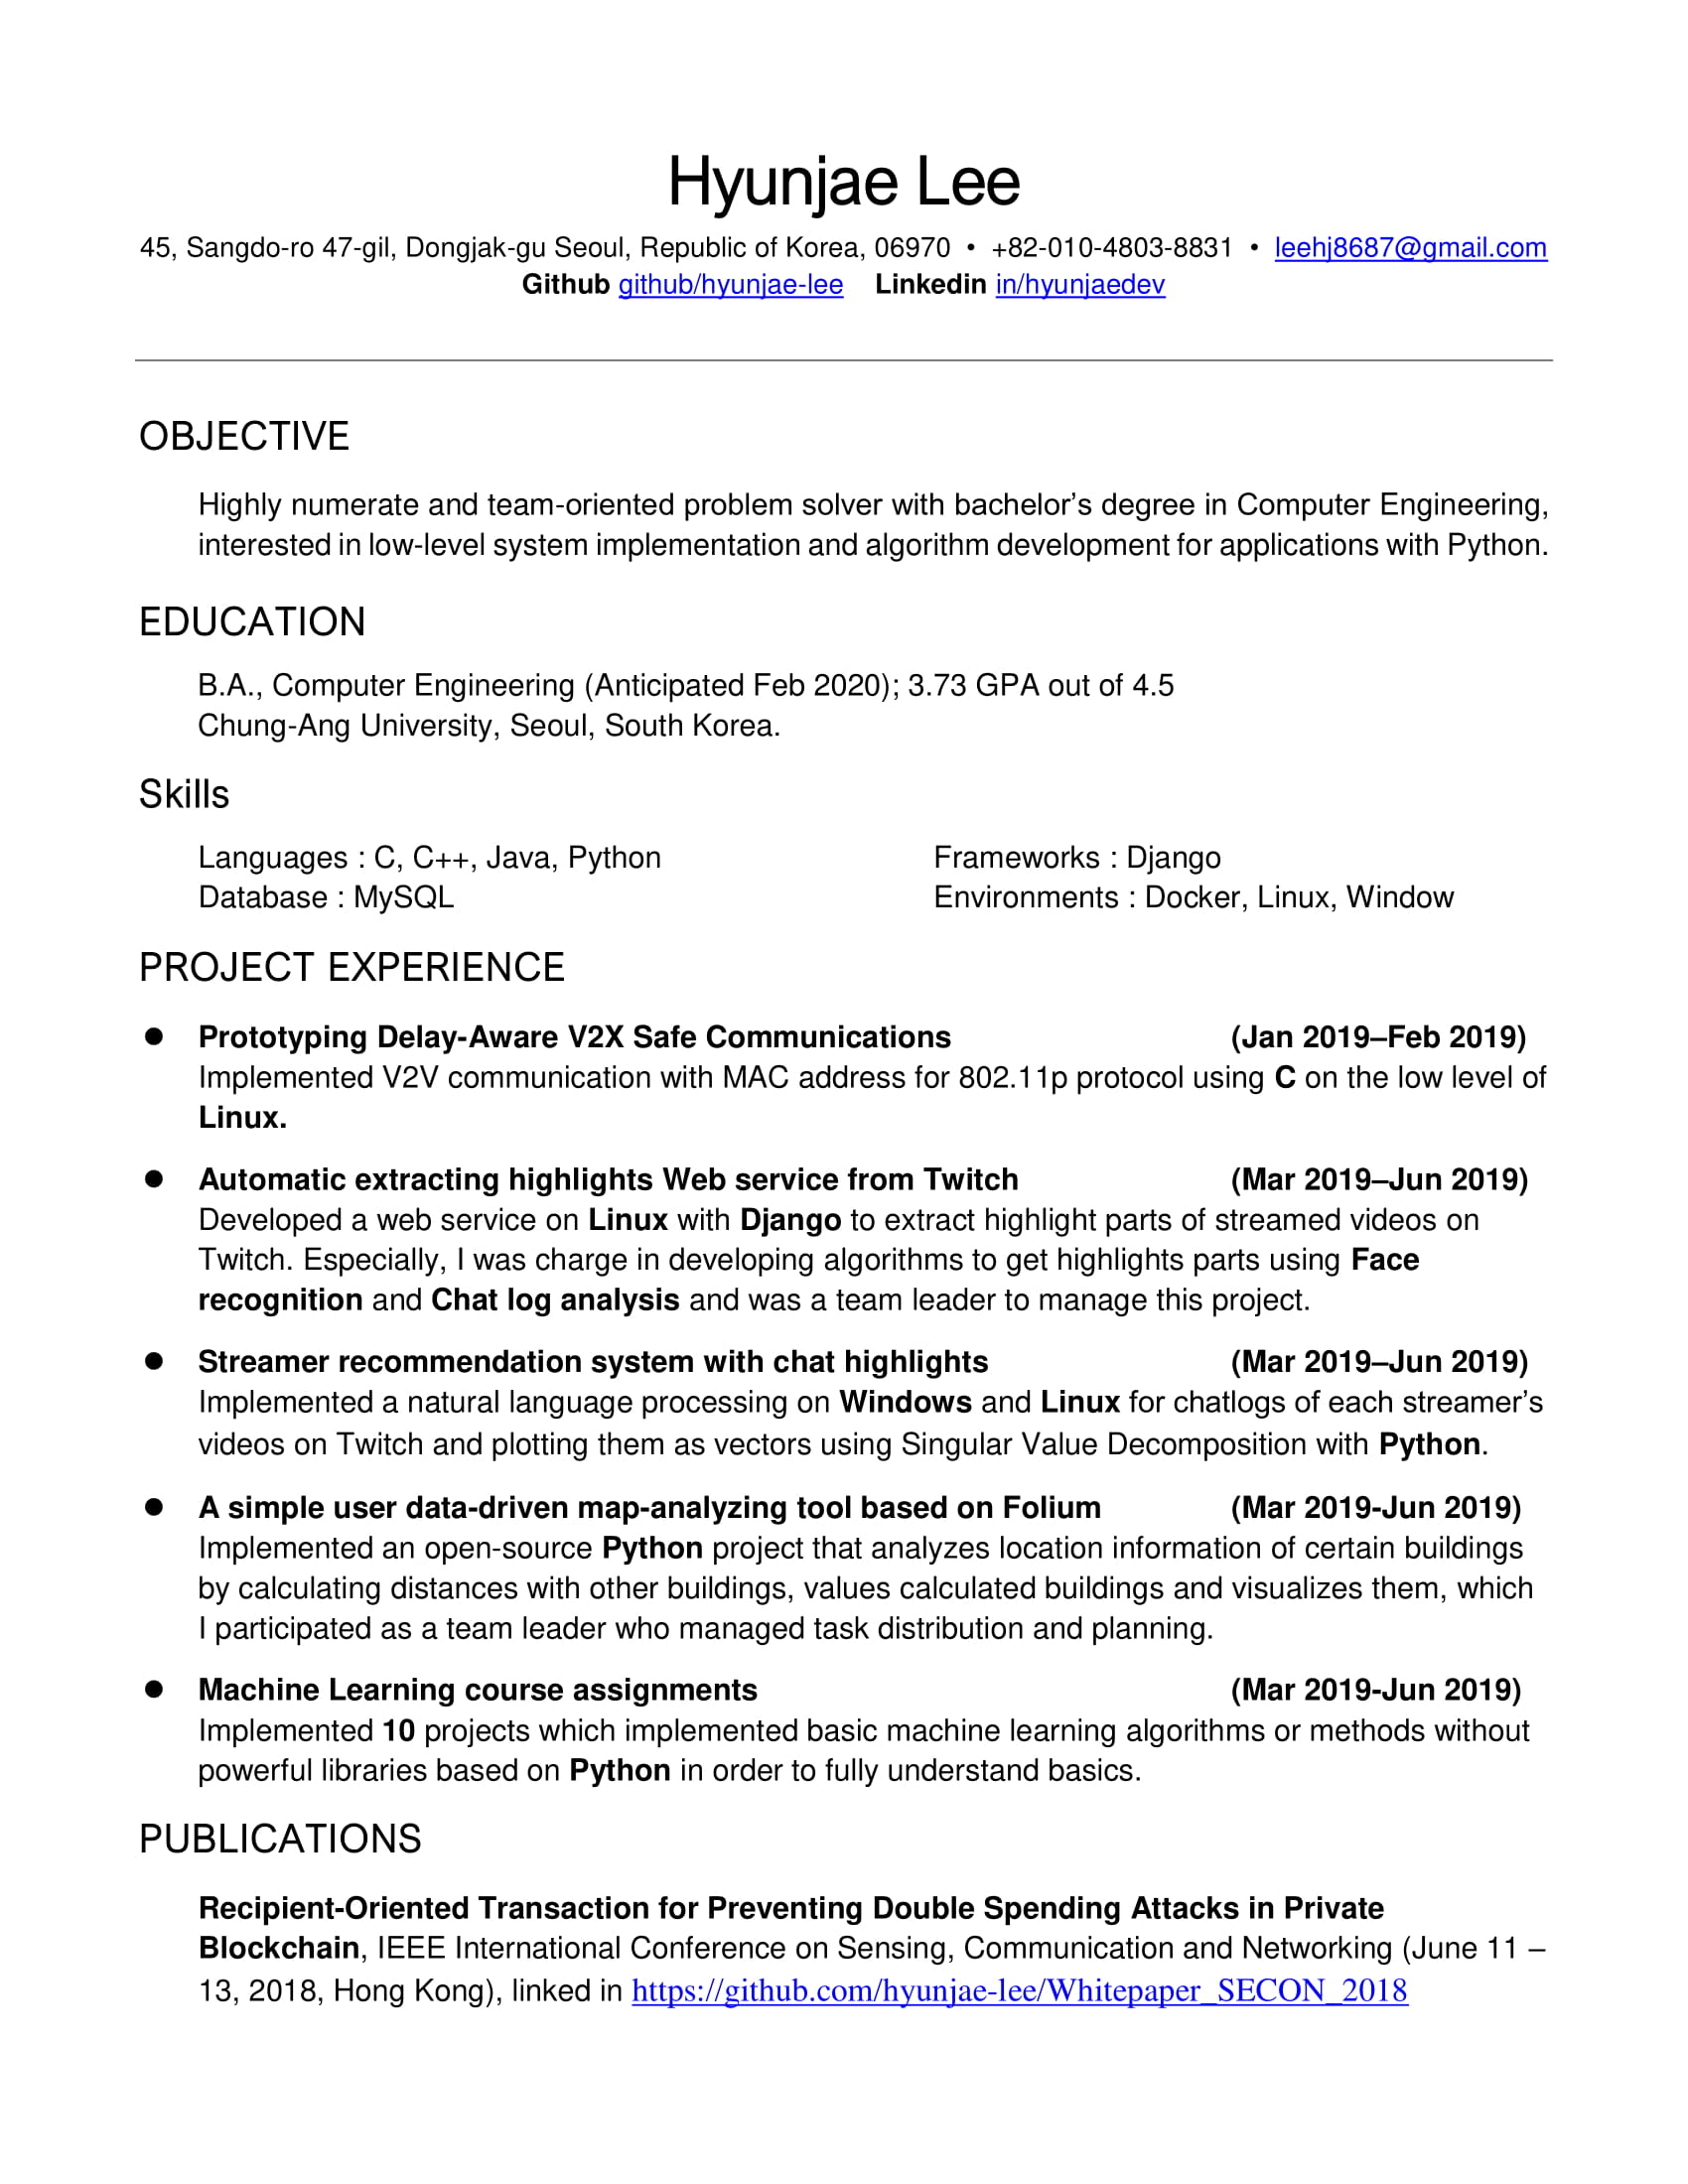 Hyunjae Lee
45, Sangdo-ro 47-gil, Dongjak-gu Seoul, Republic of Korea, 06970 • +82-010-4803-8831 • leehj8687@gmail.com
Github github/hyunjae-lee Linkedin in/hyunjaedev
OBJECTIVE
Highly numerate and team-oriented problem solver with bachelor’s degree in Computer Engineering,
interested in low-level system implementation and algorithm development for applications with Python.
EDUCATION
B.A., Computer Engineering (Anticipated Feb 2020); 3.73 GPA out of 4.5
Chung-Ang University, Seoul, South Korea.
Skills
Languages : C, C++, Java, Python Frameworks : Django
Database : MySQL Environments : Docker, Linux, Window
PROJECT EXPERIENCE
● Prototyping Delay-Aware V2X Safe Communications (Jan 2019–Feb 2019)
Implemented V2V communication with MAC address for 802.11p protocol using C on the low level of
Linux.
● Automatic extracting highlights Web service from Twitch (Mar 2019–Jun 2019)
Developed a web service on Linux with Django to extract highlight parts of streamed videos on
Twitch. Especially, I was charge in developing algorithms to get highlights parts using Face
recognition and Chat log analysis and was a team leader to manage this project.
● Streamer recommendation system with chat highlights (Mar 2019–Jun 2019)
Implemented a natural language processing on Windows and Linux for chatlogs of each streamer’s
videos on Twitch and plotting them as vectors using Singular Value Decomposition with Python.
● A simple user data-driven map-analyzing tool based on Folium (Mar 2019-Jun 2019)
Implemented an open-source Python project that analyzes location information of certain buildings
by calculating distances with other buildings, values calculated buildings and visualizes them, which
I participated as a team leader who managed task distribution and planning.
● Machine Learning course assignments (Mar 2019-Jun 2019)
Implemented 10 projects which implemented basic machine learning algorithms or methods without
powerful libraries based on Python in order to fully understand basics.
PUBLICATIONS
Recipient-Oriented Transaction for Preventing Double Spending Attacks in Private
Blockchain, IEEE International Conference on Sensing, Communication and Networking (June 11 –
13, 2018, Hong Kong), linked in https://github.com/hyunjae-lee/Whitepaper_SECON_2018